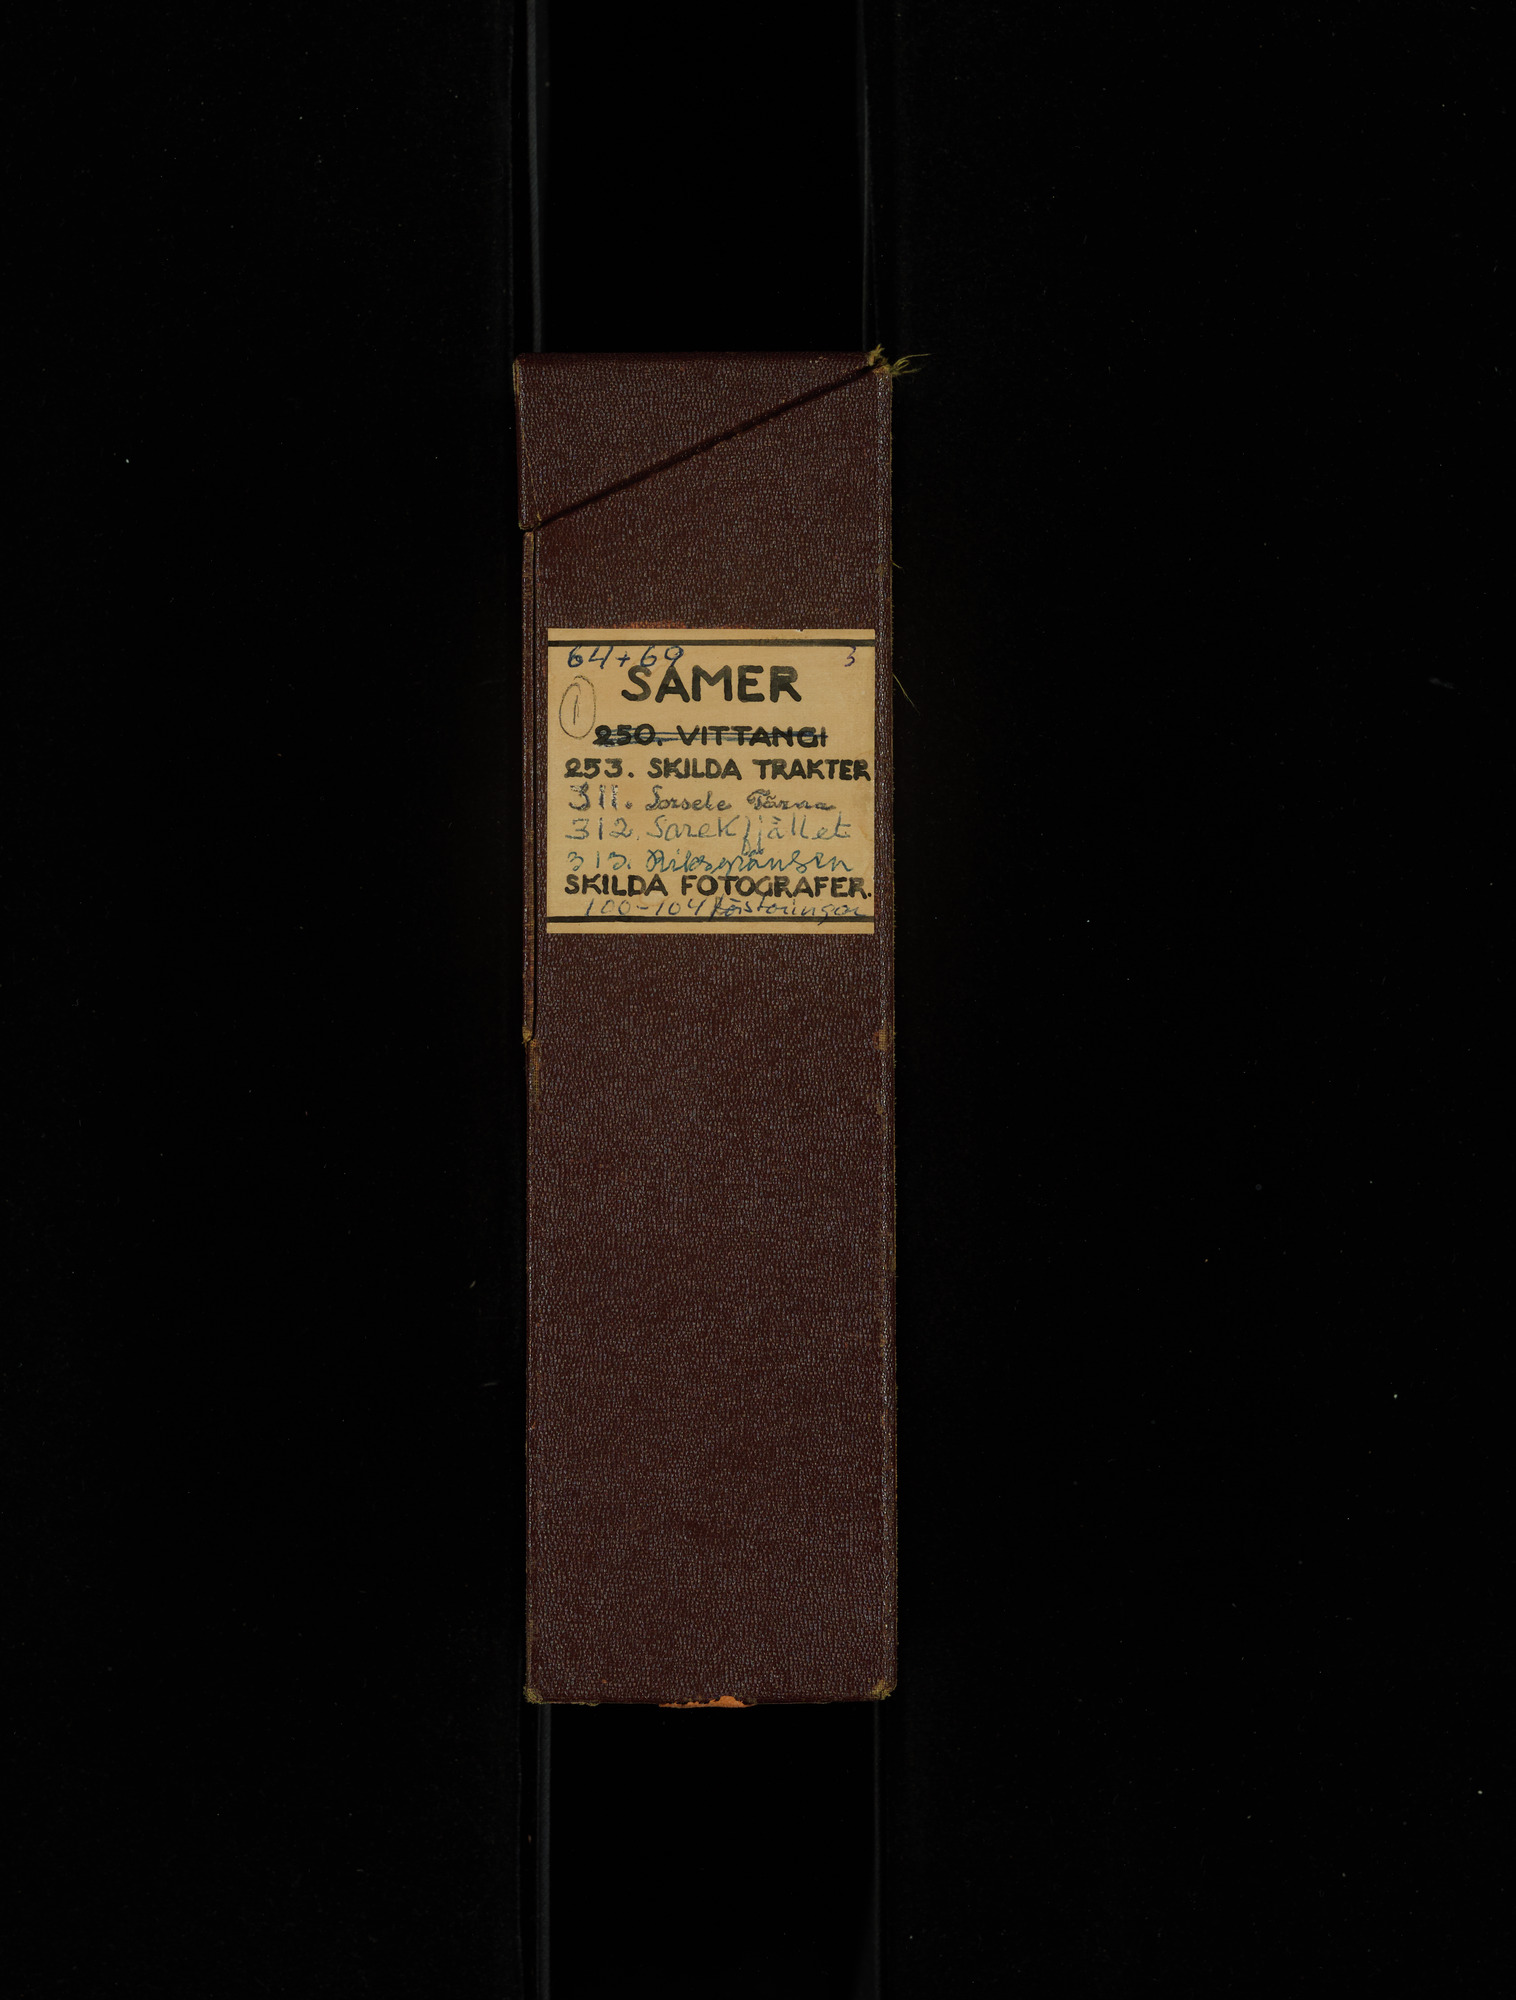 64+69 3
SAMER
1
250. VITTANGI
253. SKILDA TRAKTER
311. Sorsele Tärna
312. Sarekfjället
313. Riksgränsen
SKILDA FOTOGRAFER.
100-104 förstoringar